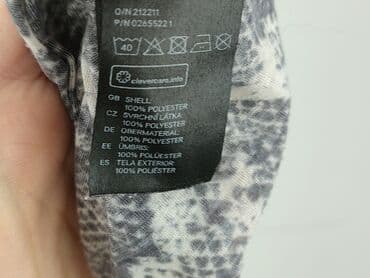 O/N 212211
P/N 02655221
40
clevercare.info
GB SHELL:
100% POLYESTER
CZ SVRCHNÍ LÁTKA
100% POLYESTER
DE OBERMATERIAL:
100% POLYESTER
EE ÜMBRIS:
100% POLÜESTER
ES TELA EXTERIOR:
100% POLIÉSTER